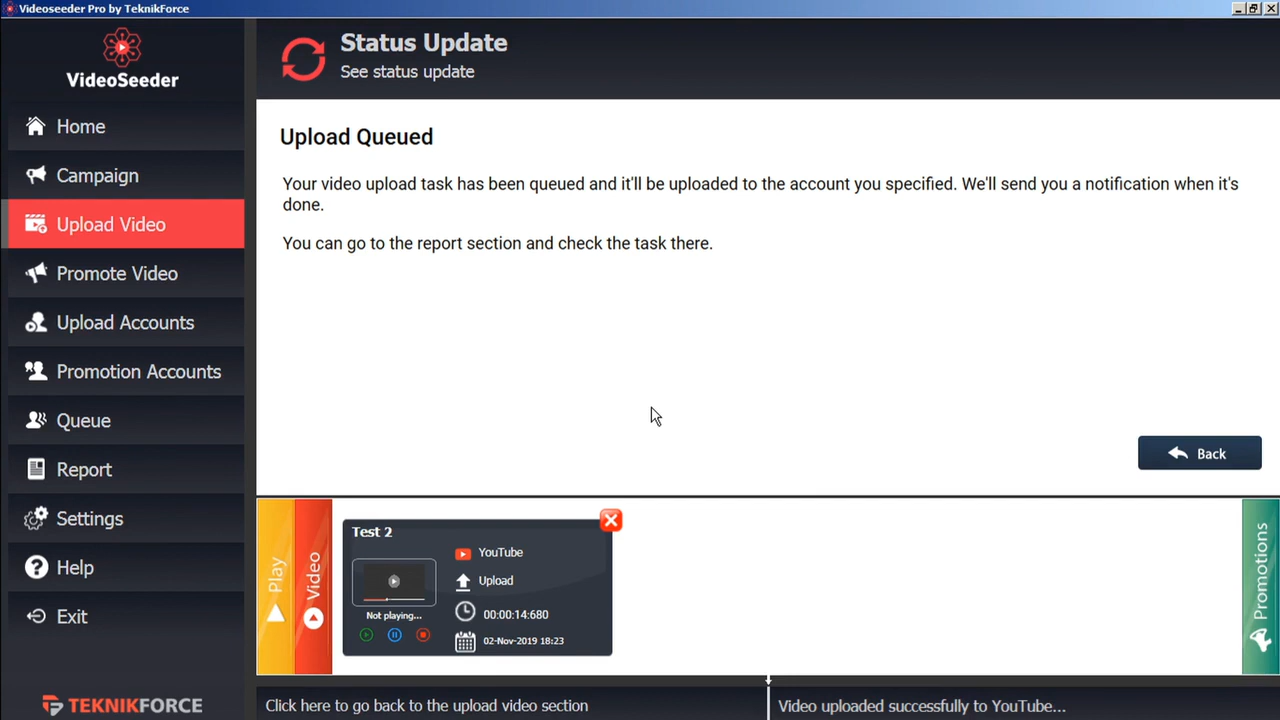 Videoseeder Pro by TeknikForce
VideoSeeder
Home
Campaign
Upload Video
Promote Video
Upload Accounts
Promotion Accounts
Queue
Report
Settings
Help
Exit
TEKNIKFORCE
Status Update
See status update
Upload Queued
Your video upload task has been queued and it'll be uploaded to the account you specified. We'll send you a notification when it's
done.
You can go to the report section and check the task there.
Back
Play
Video
Test 2
Not playing...
YouTube
Upload
00:00:14:680
02-Nov-2019 18:23
Promotions
Click here to go back to the upload video section
Video uploaded successfully to YouTube...